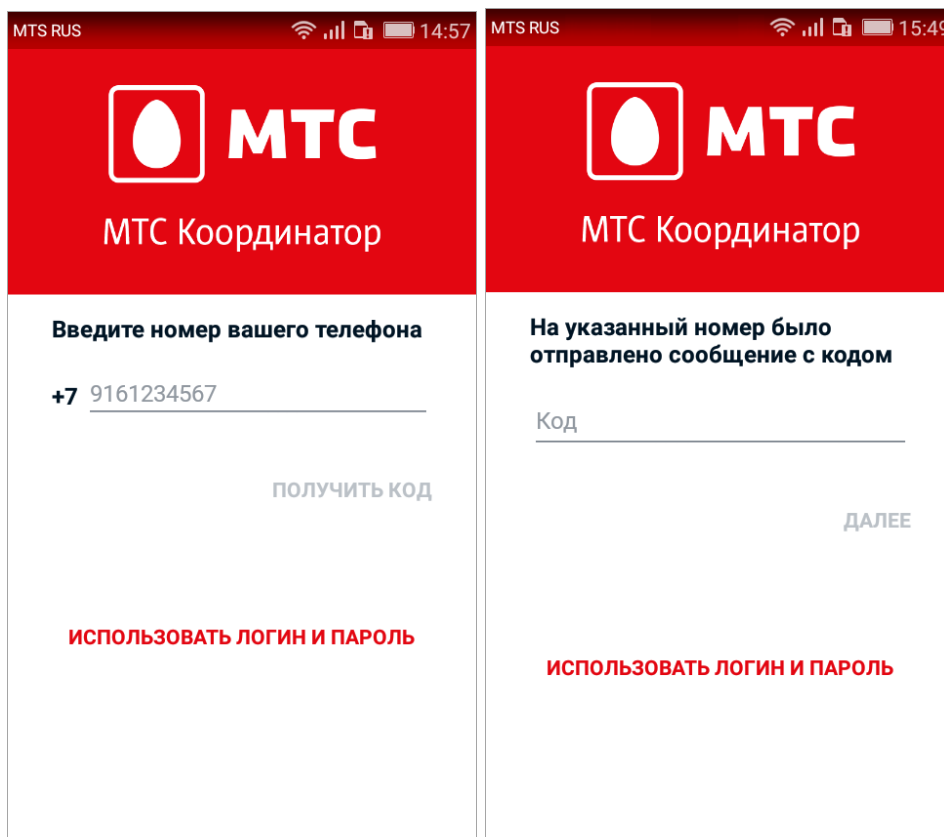 MTS RUS
14:57
МТС
МТС Координатор
Введите номер вашего телефона
+7 9161234567
ПОЛУЧИТЬ КОД
ИСПОЛЬЗОВАТЬ ЛОГИН И ПАРОЛЬ
MTS RUS
15:49
МТС
МТС Координатор
На указанный номер было
отправлено сообщение с кодом
Код
ДАЛЕЕ
ИСПОЛЬЗОВАТЬ ЛОГИН И ПАРОЛЬ